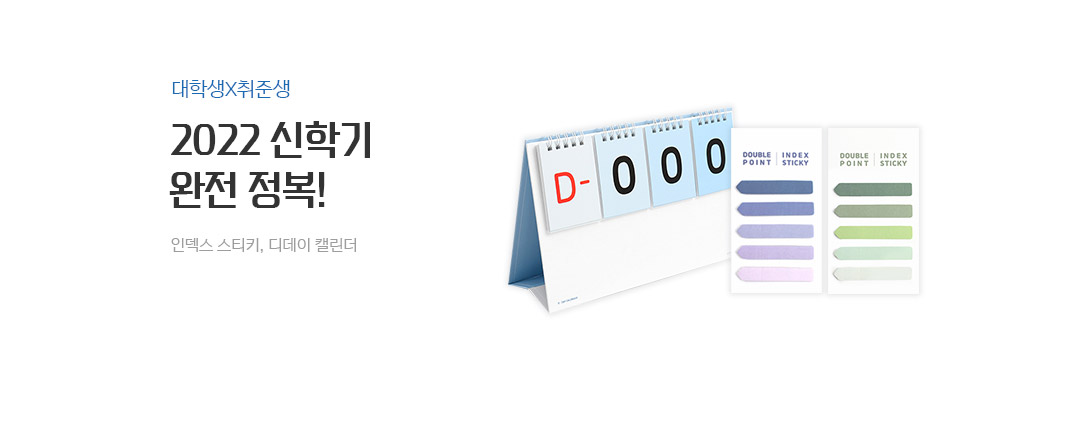 대학생X취준생
2022 신학기
완전 정복!
인덱스 스티키, 디데이 캘린더
D- 0 0 0
DOUBLE POINT | INDEX STICKY
DOUBLE POINT | INDEX STICKY